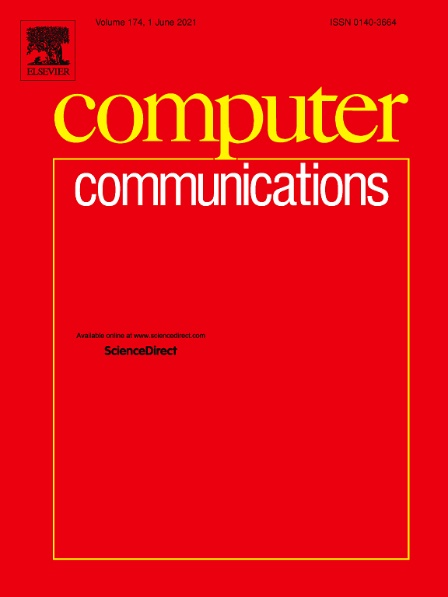 Volume 174, 1 June 2021 ISSN 0140-3664
ELSEVIER
computer
communications
Available online at www.sciencedirect.com
ScienceDirect